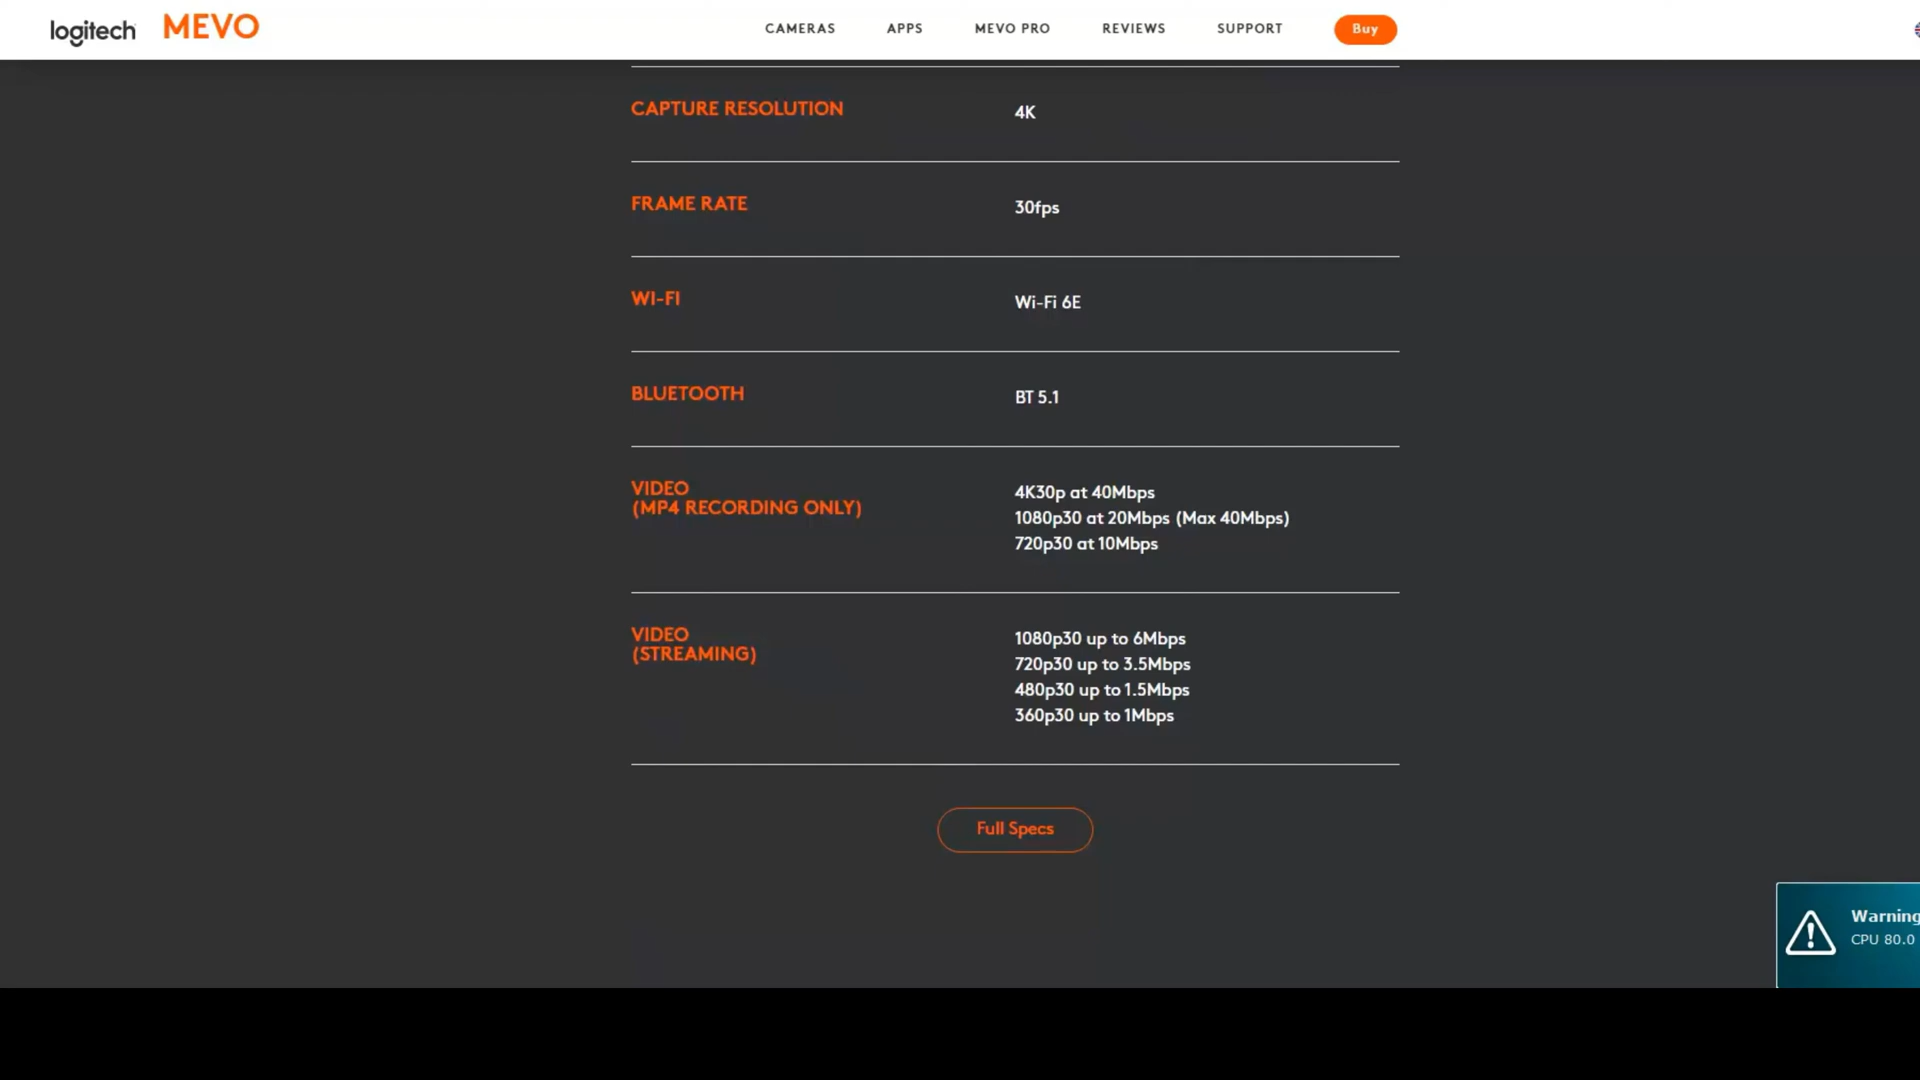 logitech MEVO CAMERAS APPS MEVO PRO REVIEWS SUPPORT Buy
CAPTURE RESOLUTION 4K
FRAME RATE 30fps
WI-FI Wi-Fi 6E
BLUETOOTH BT 5.1
VIDEO 4K30p at 40Mbps
(MP4 RECORDING ONLY) 1080p30 at 20Mbps (Max 40Mbps)
720p30 at 10Mbps
VIDEO 1080p30 up to 6Mbps
(STREAMING) 720p30 up to 3.5Mbps
480p30 up to 1.5Mbps
360p30 up to 1Mbps
Full Specs
Warning
CPU 80.0